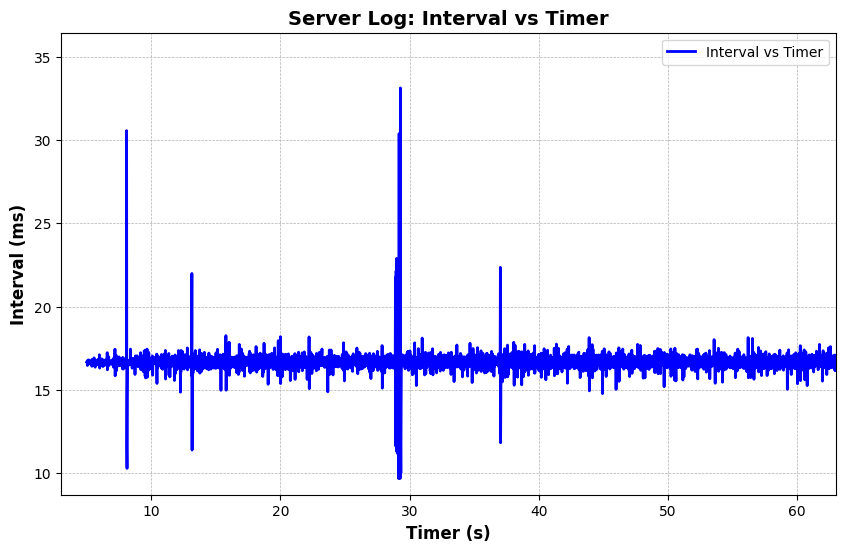 Server Log: Interval vs Timer
Interval vs Timer
35
30
25
20
15
10
Interval (ms)
10 20 30 40 50 60
Timer (s)